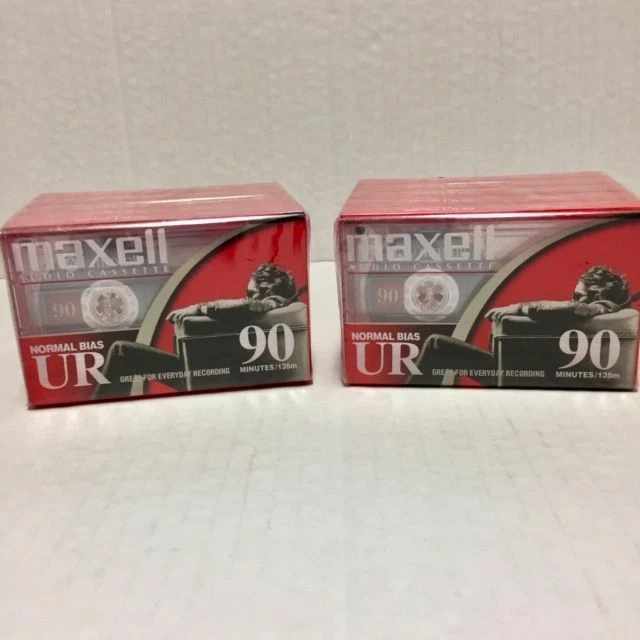 maxell
AUDIO CASSETTE
90
NORMAL BIAS
UR
GREAT FOR EVERYDAY RECORDING
90
MINUTES/135m
maxell
AUDIO CASSETTE
90
NORMAL BIAS
UR
GREAT FOR EVERYDAY RECORDING
90
MINUTES/135m